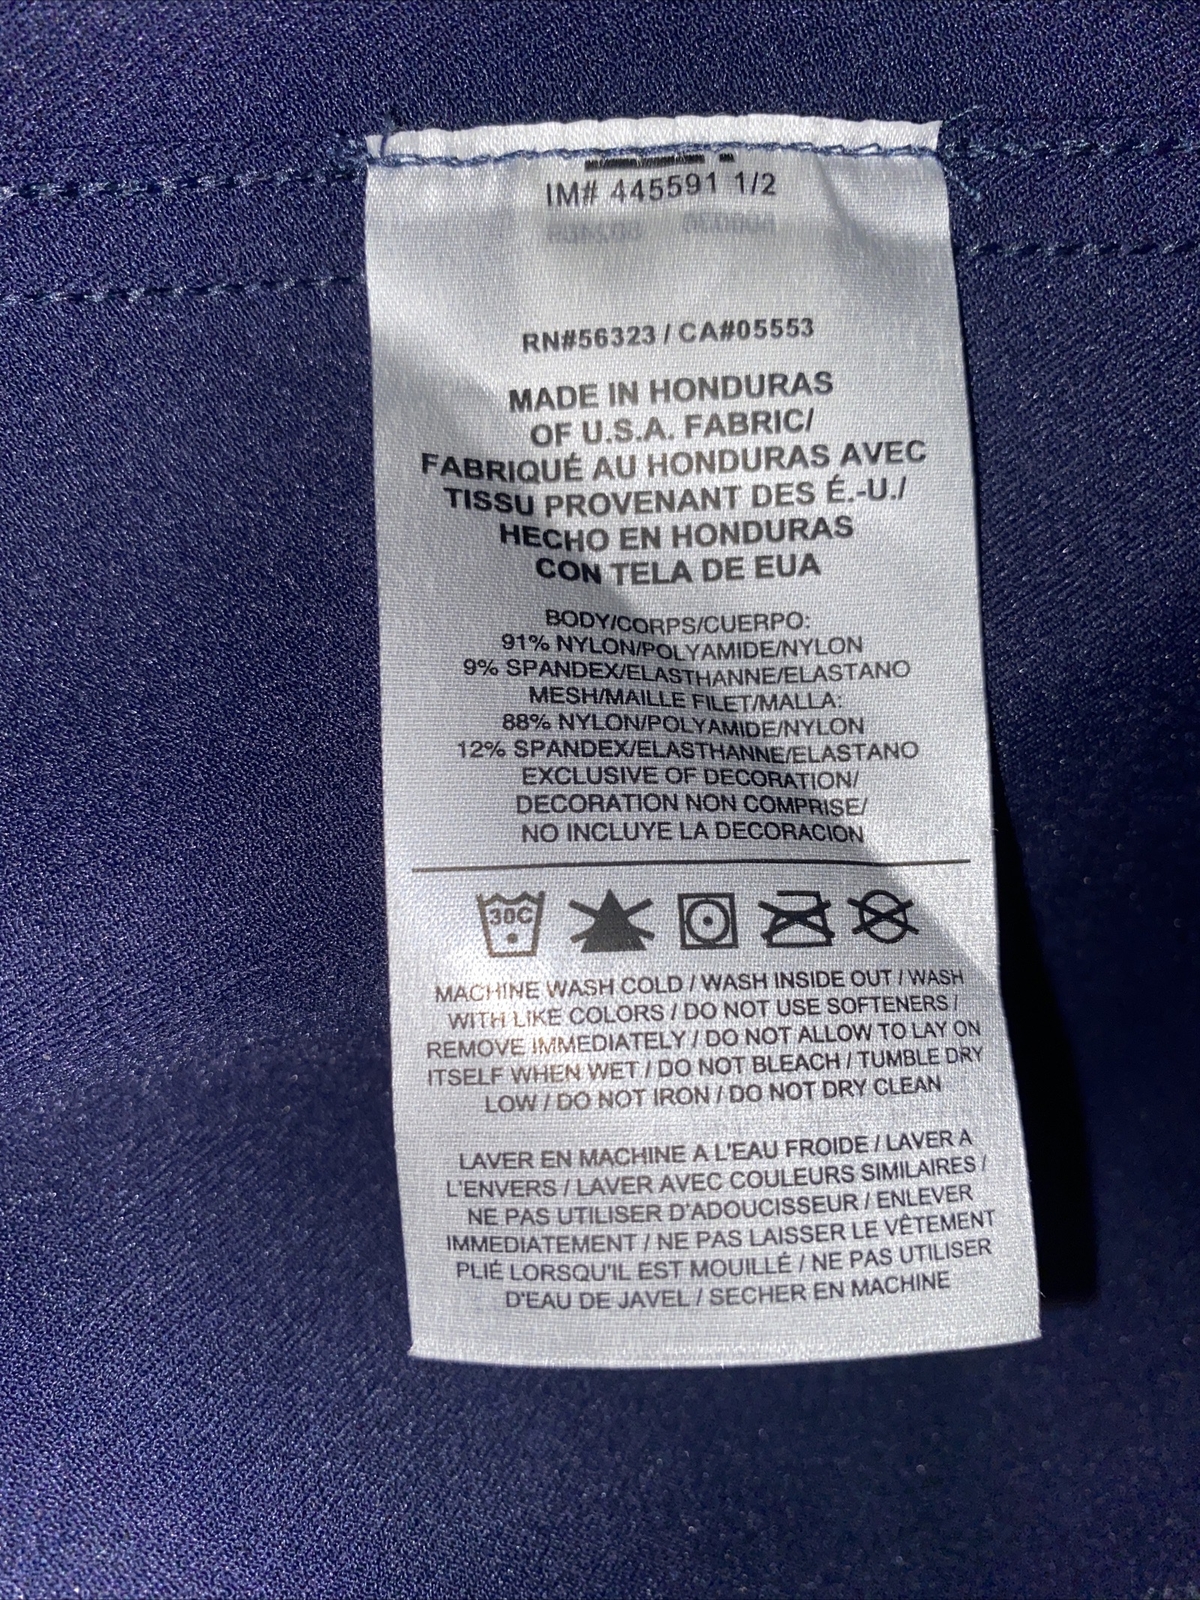 IM# 445591 1/2
RN#56323 / CA#05553
MADE IN HONDURAS
OF U.S.A. FABRIC/
FABRIQUÉ AU HONDURAS AVEC
TISSU PROVENANT DES É.-U./
HECHO EN HONDURAS
CON TELA DE EUA
BODY/CORPS/CUERPO:
91% NYLON/POLYAMIDE/NYLON
9% SPANDEX/ELASTHANNE/ELASTANO
MESH/MAILLE FILET/MALLA:
88% NYLON/POLYAMIDE/NYLON
12% SPANDEX/ELASTHANNE/ELASTANO
EXCLUSIVE OF DECORATION/
DECORATION NON COMPRISE/
NO INCLUYE LA DECORACION
30C
MACHINE WASH COLD / WASH INSIDE OUT / WASH
WITH LIKE COLORS / DO NOT USE SOFTENERS /
REMOVE IMMEDIATELY / DO NOT ALLOW TO LAY ON
ITSELF WHEN WET / DO NOT BLEACH / TUMBLE DRY
LOW / DO NOT IRON / DO NOT DRY CLEAN
LAVER EN MACHINE A L'EAU FROIDE / LAVER A
L'ENVERS / LAVER AVEC COULEURS SIMILAIRES /
NE PAS UTILISER D'ADOUCISSEUR / ENLEVER
IMMEDIATEMENT / NE PAS LAISSER LE VÊTEMENT
PLIÉ LORSQU'IL EST MOUILLÉ / NE PAS UTILISER
D'EAU DE JAVEL / SECHER EN MACHINE